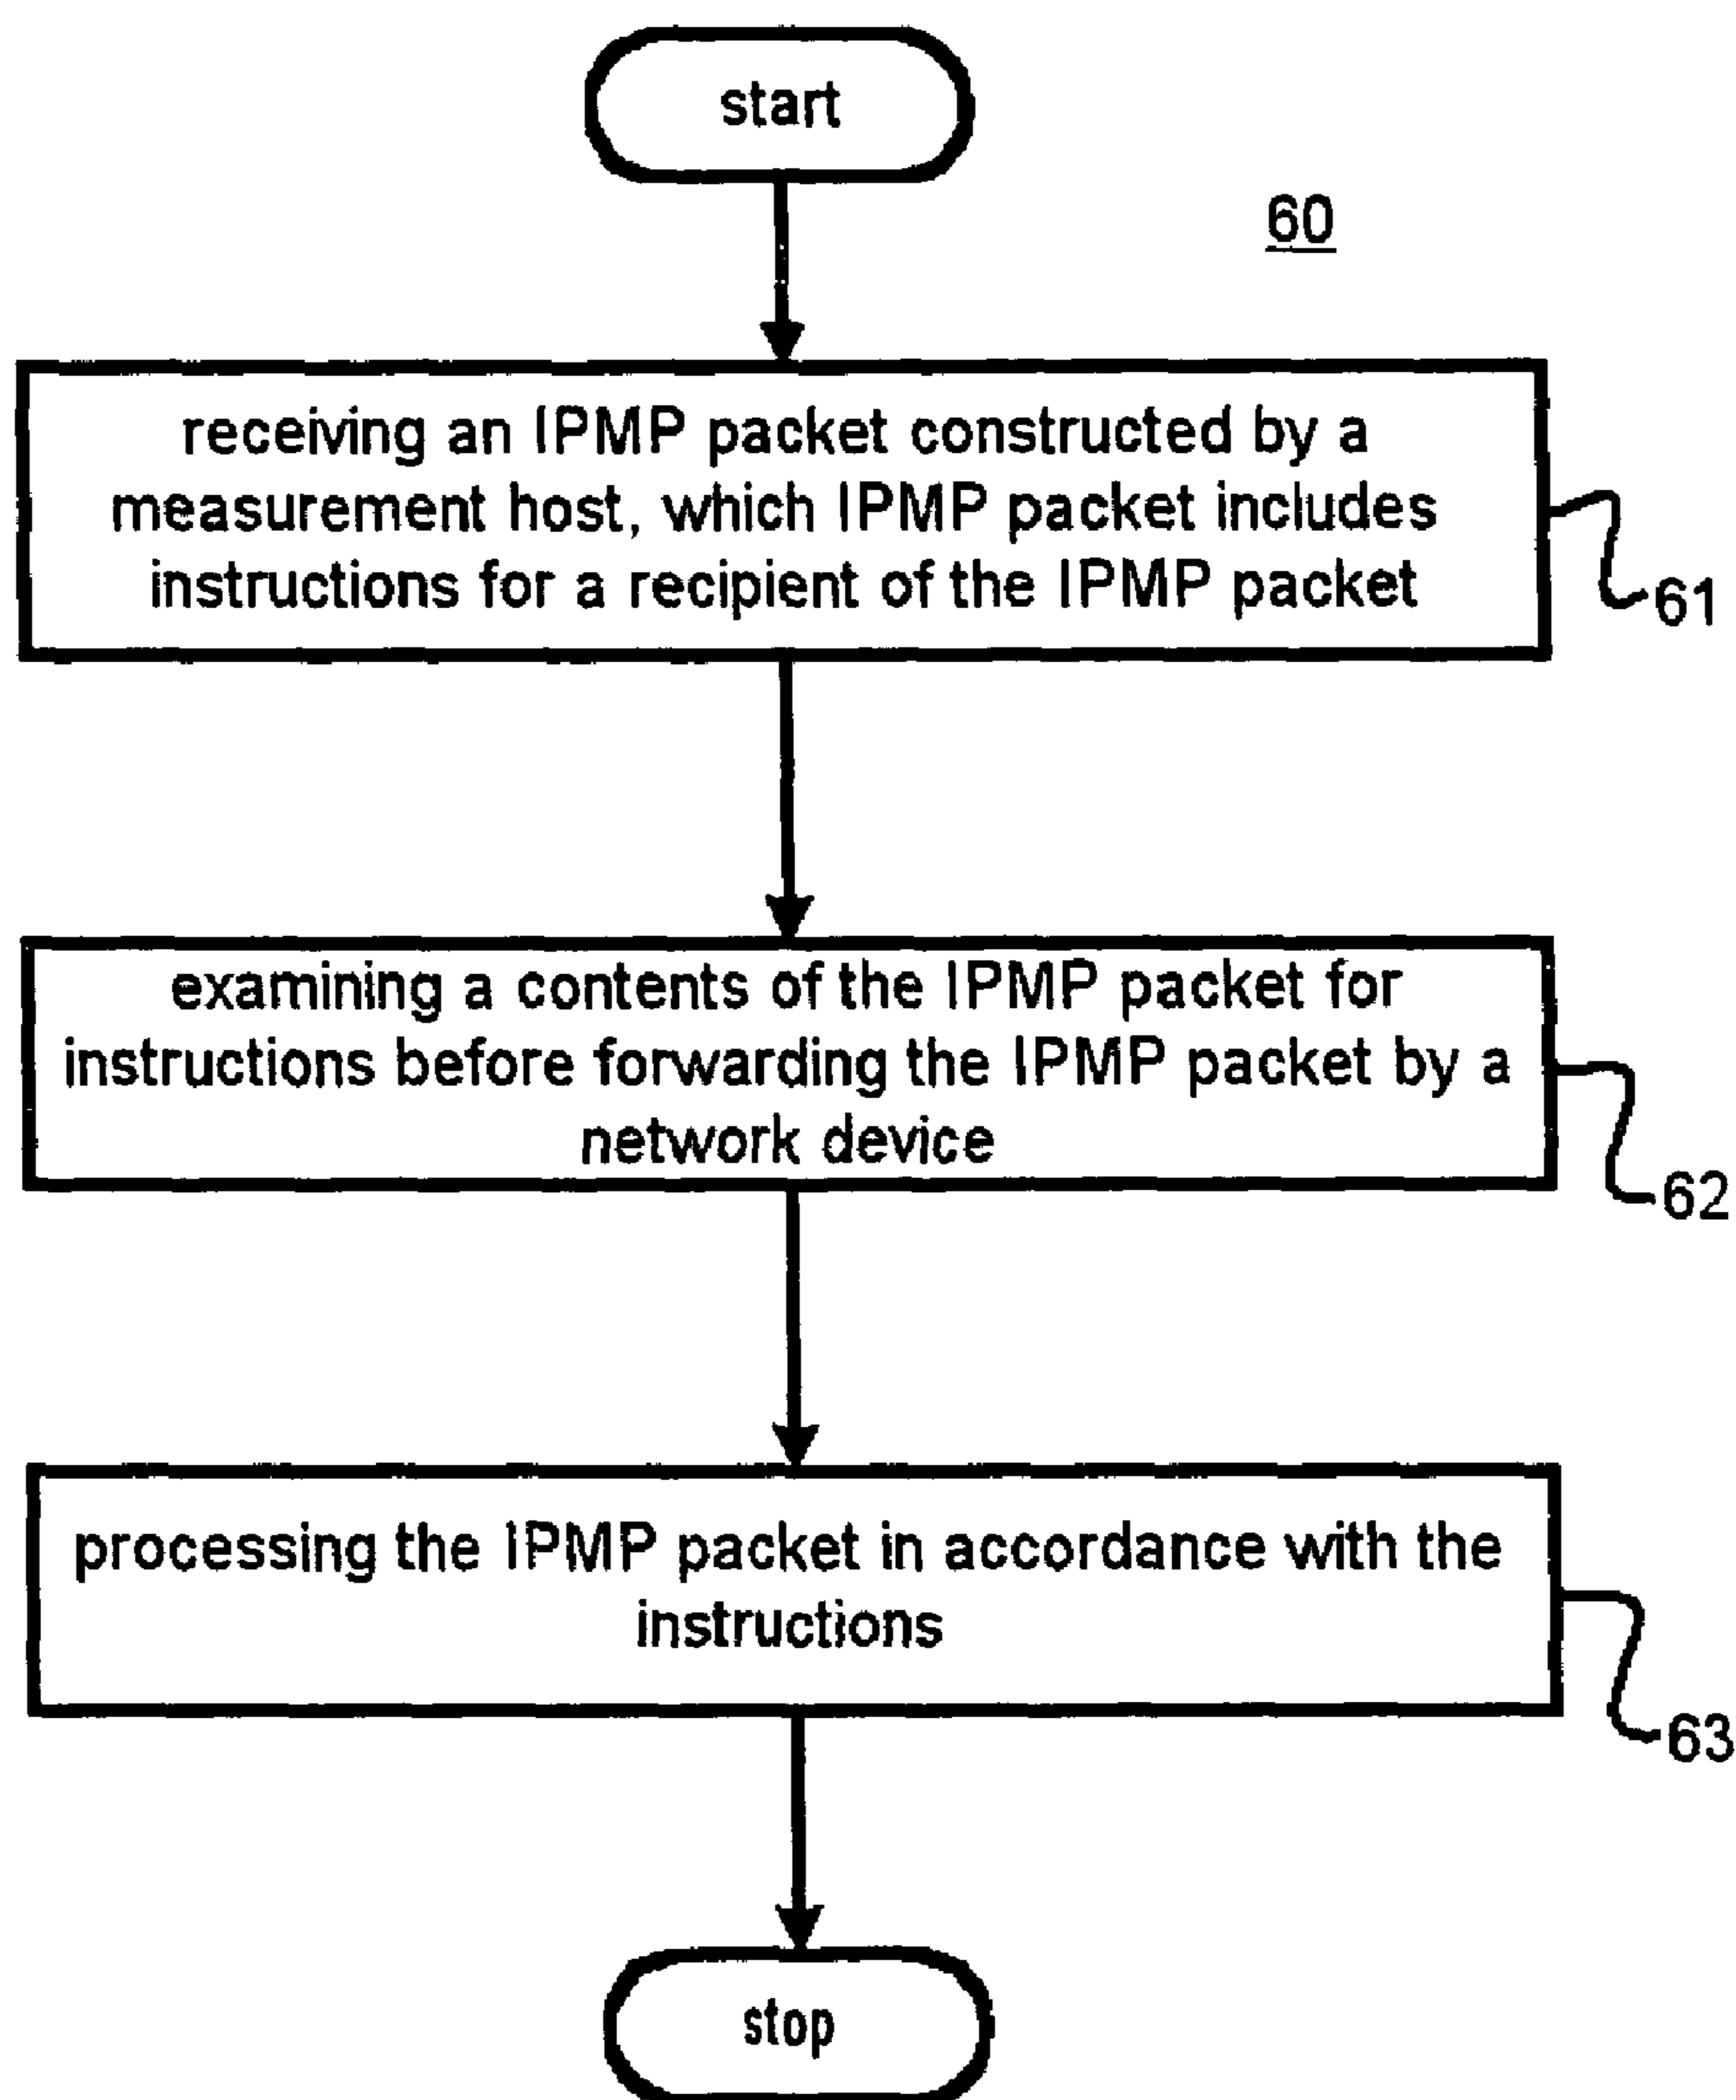 start
60
receiving an IPMP packet constructed by a
measurement host, which IPMP packet includes
instructions for a recipient of the IPMP packet
61
examining a contents of the IPMP packet for
instructions before forwarding the IPMP packet by a
network device
62
processing the IPMP packet in accordance with the
instructions
63
stop